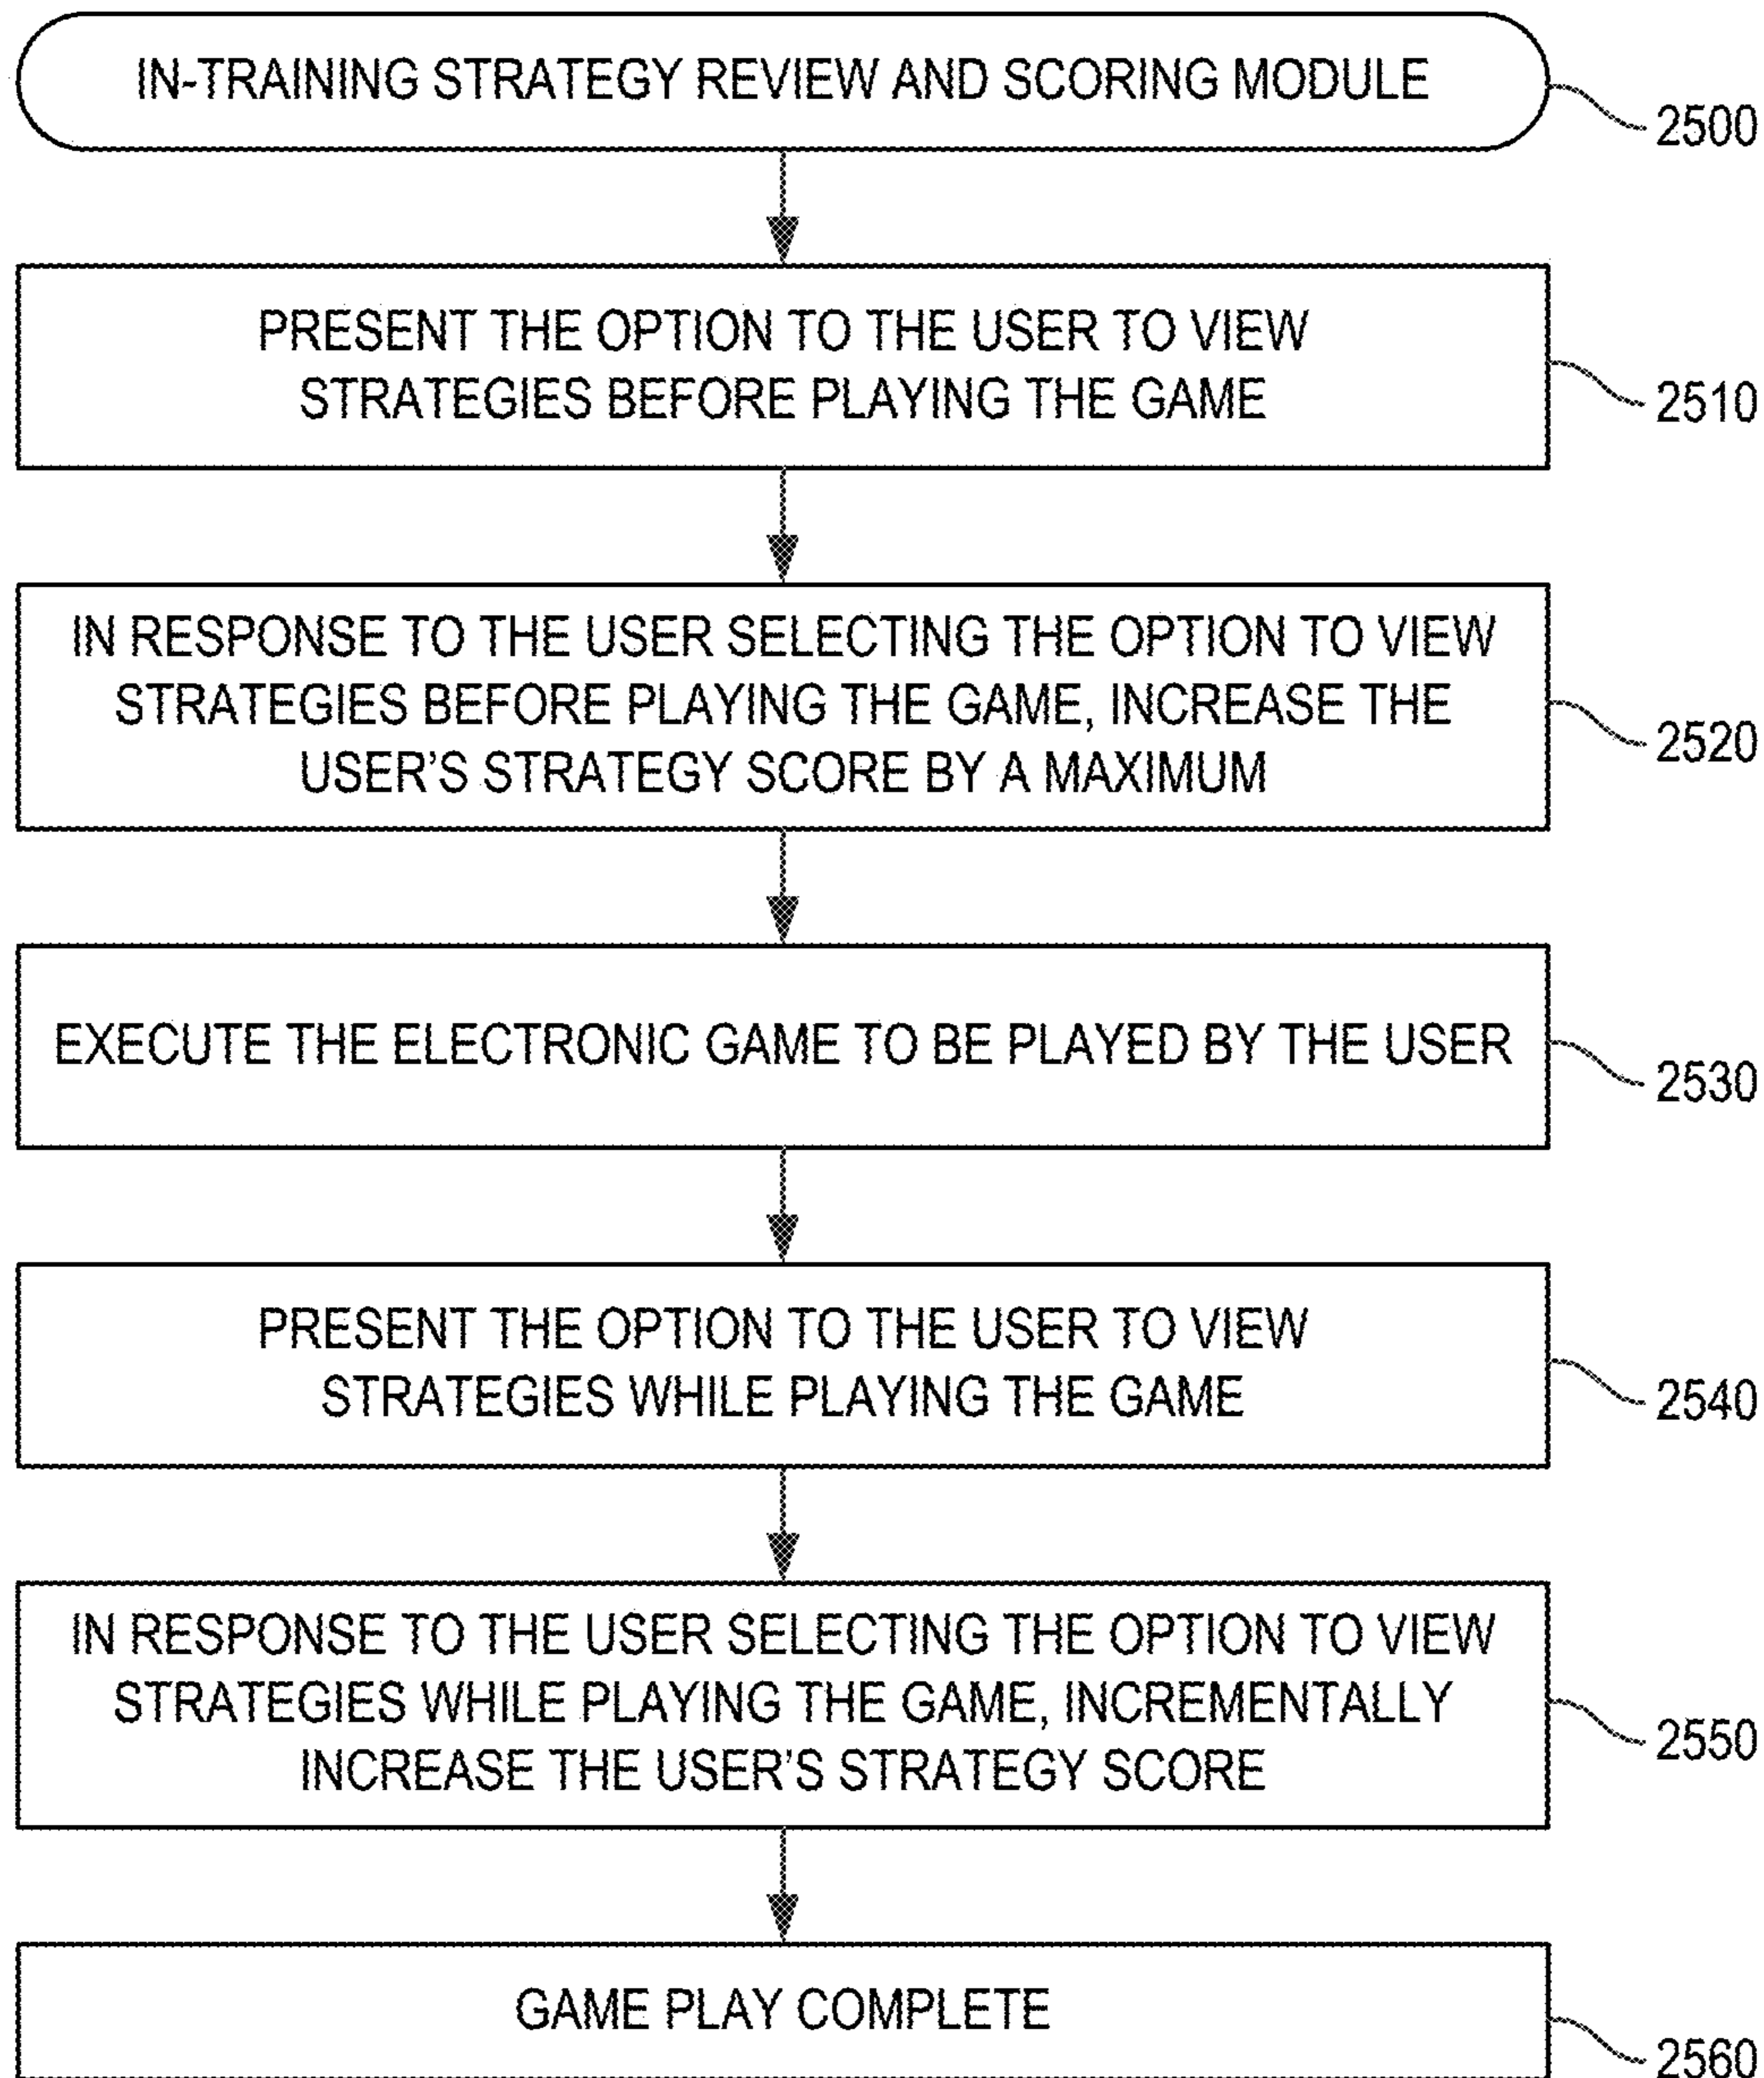 IN-TRAINING STRATEGY REVIEW AND SCORING MODULE
2500
PRESENT THE OPTION TO THE USER TO VIEW
STRATEGIES BEFORE PLAYING THE GAME
2510
IN RESPONSE TO THE USER SELECTING THE OPTION TO VIEW
STRATEGIES BEFORE PLAYING THE GAME, INCREASE THE
USER'S STRATEGY SCORE BY A MAXIMUM
2520
EXECUTE THE ELECTRONIC GAME TO BE PLAYED BY THE USER
2530
PRESENT THE OPTION TO THE USER TO VIEW
STRATEGIES WHILE PLAYING THE GAME
2540
IN RESPONSE TO THE USER SELECTING THE OPTION TO VIEW
STRATEGIES WHILE PLAYING THE GAME, INCREMENTALLY
INCREASE THE USER'S STRATEGY SCORE
2550
GAME PLAY COMPLETE
2560